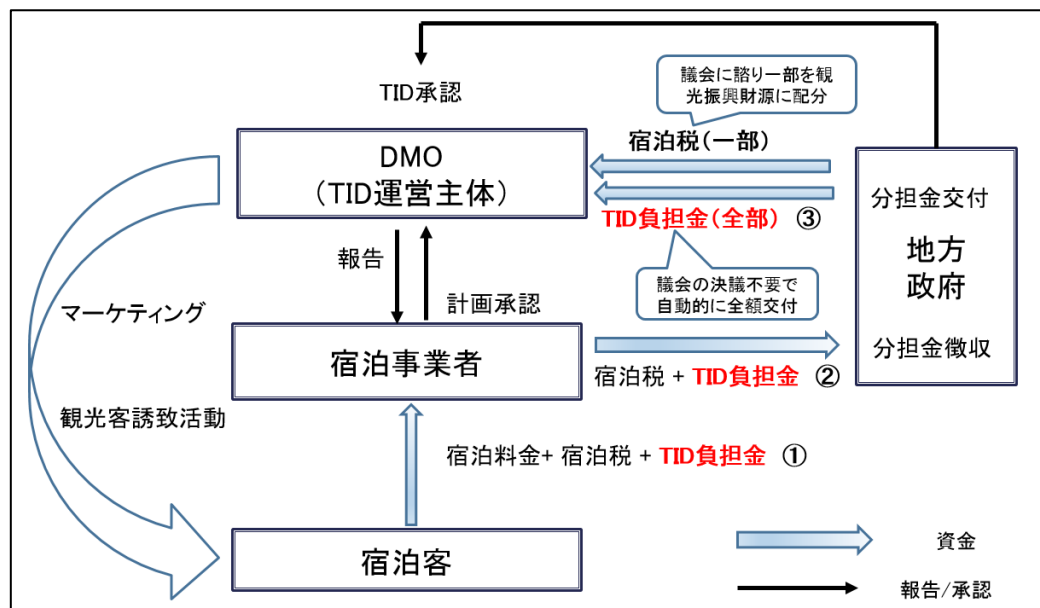 TID承認
議会に諮り一部を観
光振興財源に配分
宿泊税(一部)
DMO
(TID運営主体)
TID負担金(全部) ③
分担金交付
地方
政府
分担金徴収
報告
計画承認
議会の決議不要で
自動的に全額交付
マーケティング
宿泊事業者
宿泊税 + TID負担金 ②
観光客誘致活動
宿泊料金+ 宿泊税 + TID負担金 ①
宿泊客
資金
報告/承認